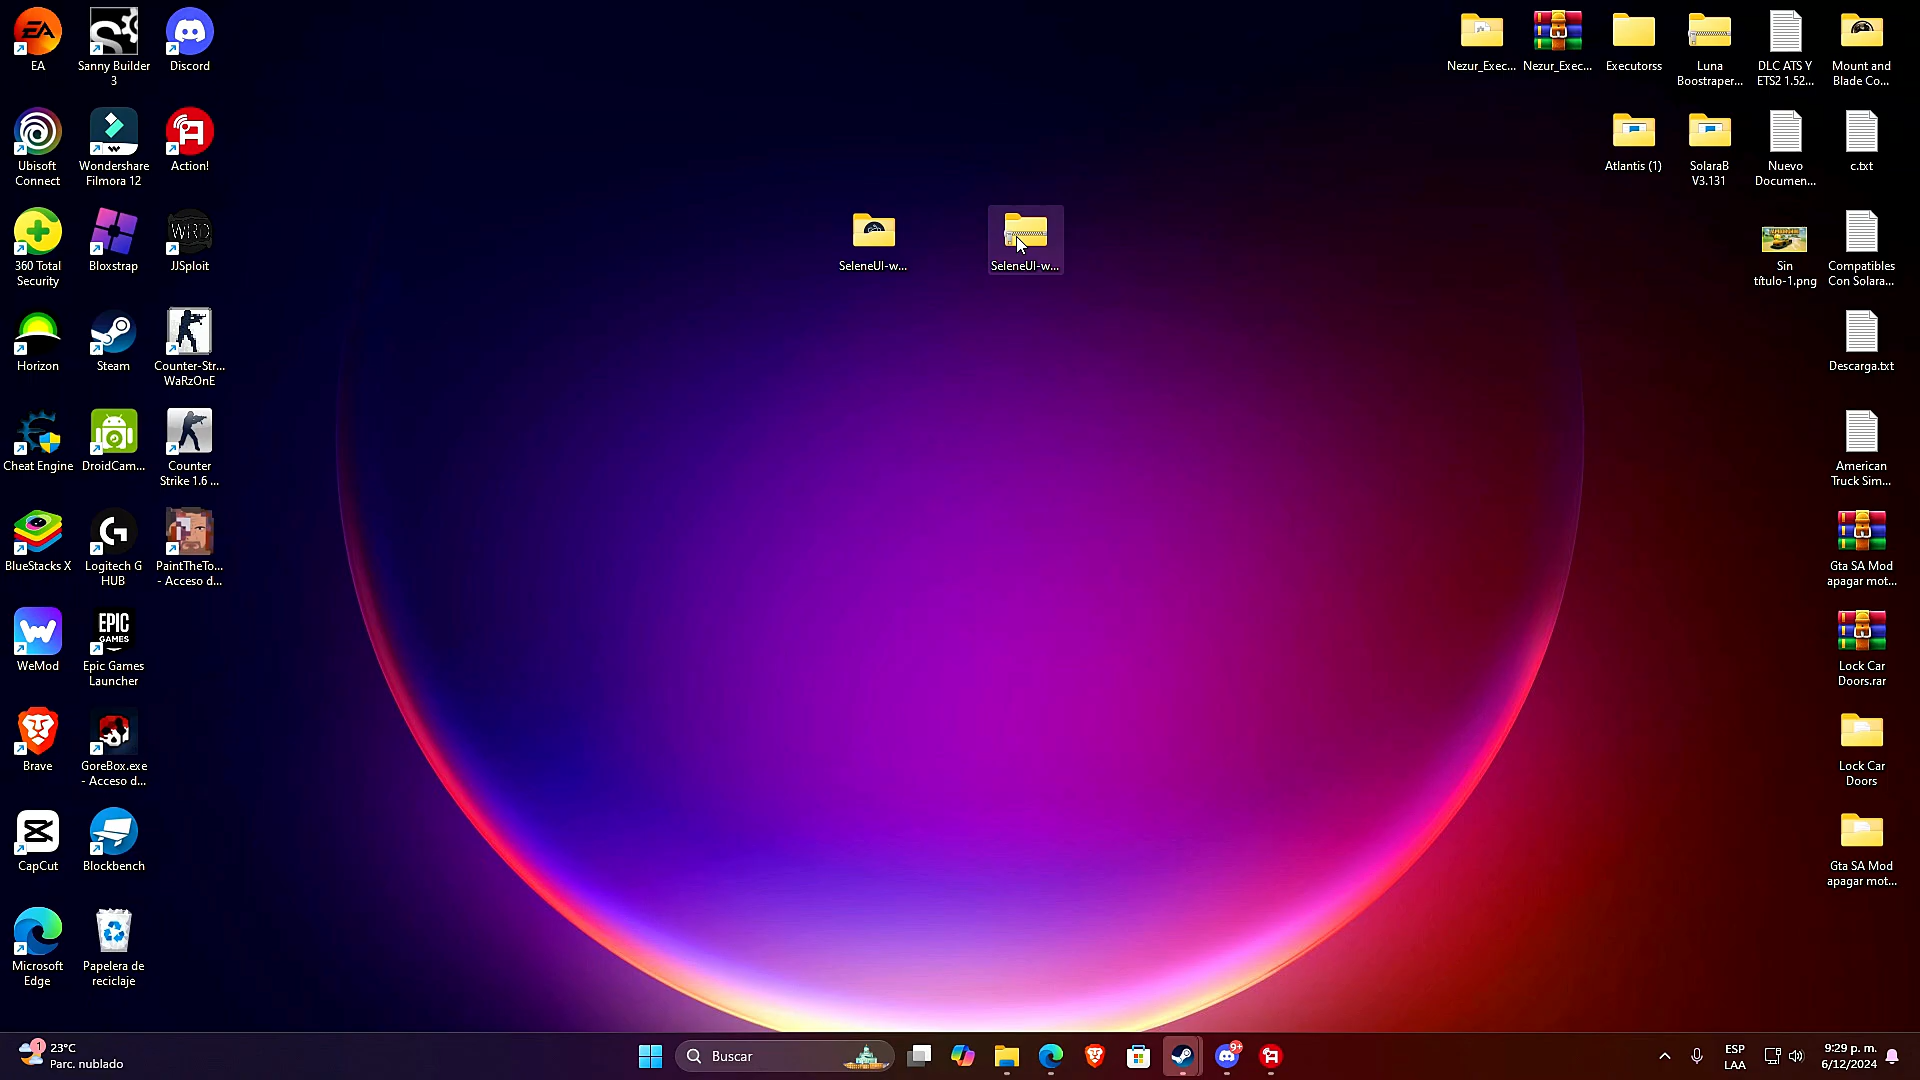 EA
Sanny Builder
3
Discord
Ubisoft
Connect
Wondershare
Filmora 12
Action!
360 Total
Security
Bloxstrap
WRD
JJSploit
Horizon
Steam
Counter-Str...
WaRzOnE
Cheat Engine
DroidCam...
Counter
Strike 1.6 ...
BlueStacks X
Logitech G
HUB
PaintTheTo...
- Acceso d...
WeMod
EPIC
GAMES
Epic Games
Launcher
Brave
GoreBox.exe
- Acceso d...
CapCut
Blockbench
Microsoft
Edge
Papelera de
reciclaje
SeleneUI-w...
SeleneUI-w...
Nezur_Exec...
Nezur_Exec...
Executorss
Luna
Boostraper...
DLC ATS Y
ETS2 1.52...
Mount and
Blade Co...
Atlantis (1)
SolaraB
V3.131
Nuevo
Documen...
c.txt
Sin
título-1.png
Compatibles
Con Solara...
Descarga.txt
American
Truck Sim...
Gta SA Mod
apagar mot...
Lock Car
Doors.rar
Lock Car
Doors
Gta SA Mod
apagar mot...
1
23°C
Parc. nublado
Buscar
9+
ESP
LAA
9:29 p. m.
6/12/2024